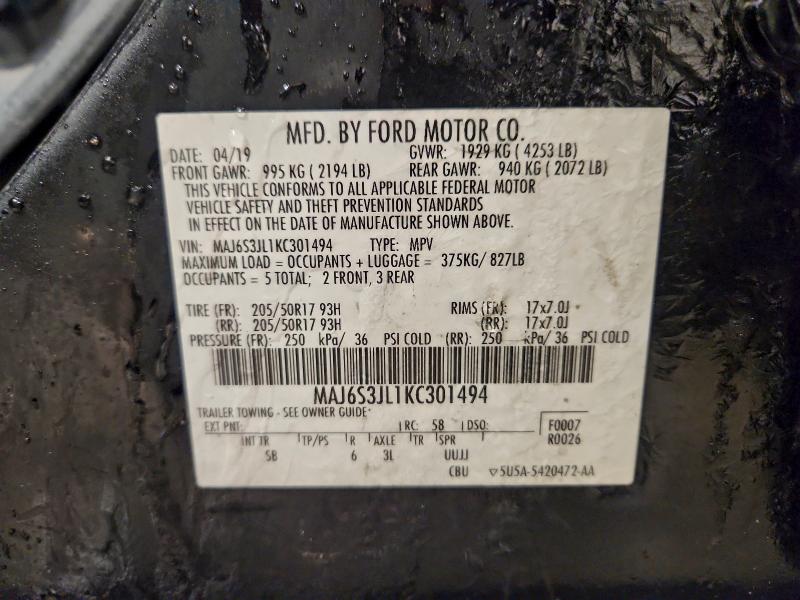 MFD. BY FORD MOTOR CO.
DATE: 04/19 GVWR: 1929 KG ( 4253 LB)
FRONT GAWR: 995 KG ( 2194 LB) REAR GAWR: 940 KG ( 2072 LB)
THIS VEHICLE CONFORMS TO ALL APPLICABLE FEDERAL MOTOR
VEHICLE SAFETY AND THEFT PREVENTION STANDARDS
IN EFFECT ON THE DATE OF MANUFACTURE SHOWN ABOVE.
VIN: MAJ6S3JL1KC301494 TYPE: MPV
MAXIMUM LOAD = OCCUPANTS + LUGGAGE = 375KG/ 827LB
OCCUPANTS = 5 TOTAL; 2 FRONT, 3 REAR
TIRE (FR): 205/50R17 93H RIMS (FR): 17x7.0J
(RR): 205/50R17 93H (RR): 17x7.0J
PRESSURE (FR): 250 kPa/ 36 PSI COLD (RR): 250 kPa/ 36 PSI COLD
MAJ6S3JL1KC301494
TRAILER TOWING - SEE OWNER GUIDE
EXT PNT: RC: 58 DSO: F0007
INT TR TP/PS R AXLE TR SPR R0026
SB 6 3L UUJJ
CBU 5U5A-5420472-AA